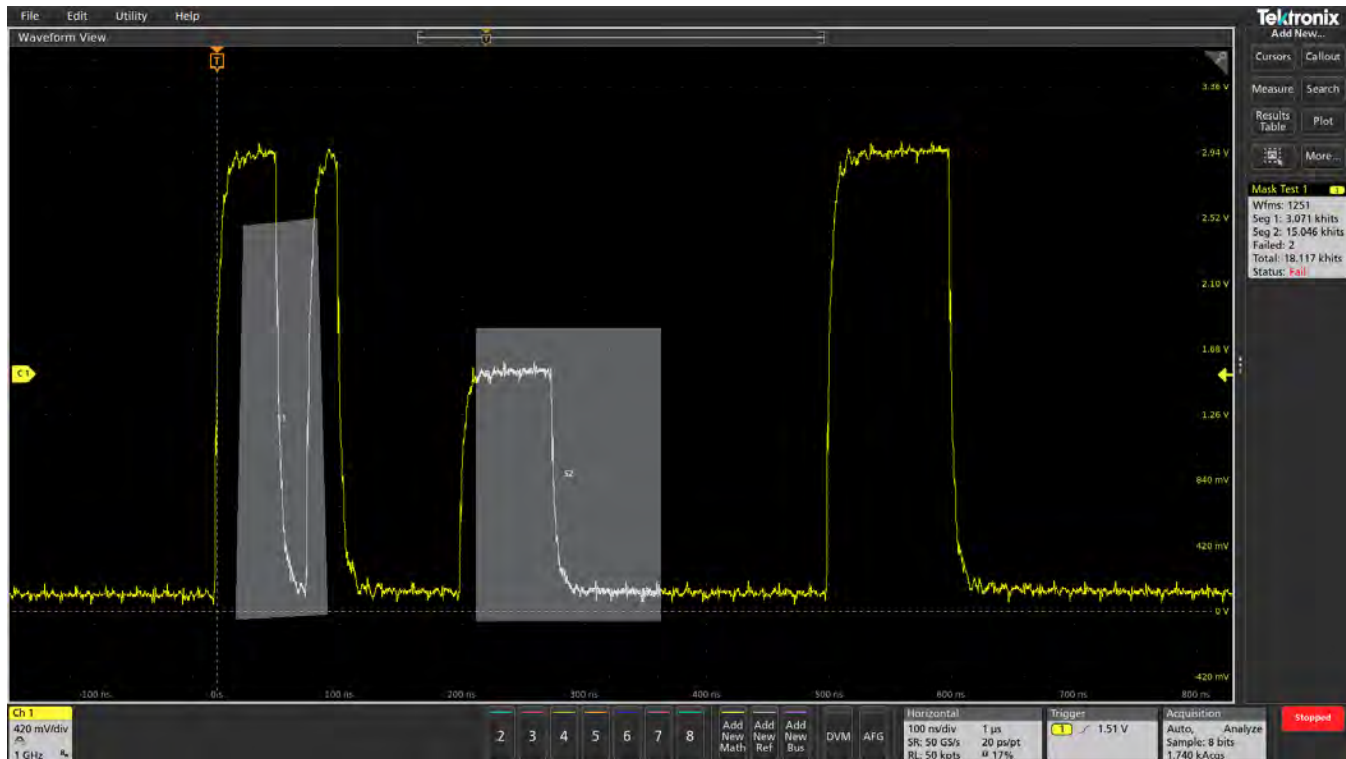 File Edit Utility Help
Tektronix
Add New...
Waveform View
T
T
Cursors Callout
Measure Search
Results Table Plot
More...
3.36 V
2.94 V
2.52 V
2.10 V
1.68 V
1.26 V
840 mV
420 mV
0 V
-420 mV
C1
S1
S2
Mask Test 1 1
Wfms: 1251
Seg 1: 3.071 khits
Seg 2: 15.046 khits
Failed: 2
Total: 18.117 khits
Status: Fail
-100 ns 0 s 100 ns 200 ns 300 ns 400 ns 500 ns 600 ns 700 ns 800 ns
Ch 1
420 mV/div
1 GHz
2 3 4 5 6 7 8
Add New Math
Add New Ref
Add New Bus
DVM AFG
Horizontal
100 ns/div 1 µs
SR: 50 GS/s 20 ps/pt
RL: 50 kpts 17%
Trigger
1 1.51 V
Acquisition
Auto, Analyze
Sample: 8 bits
1.740 kAcqs
Stopped